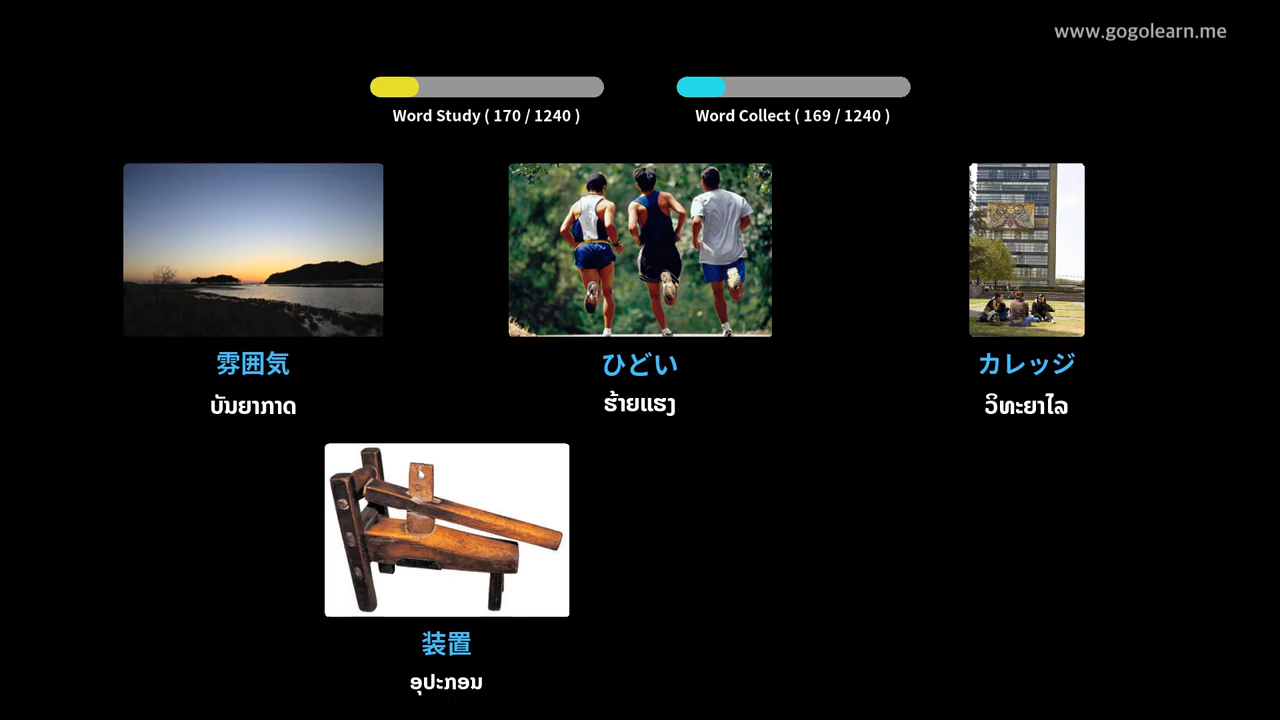 www.gogolearn.me
Word Study ( 170 / 1240 )
Word Collect ( 169 / 1240 )
雰囲気
ひどい
カレッジ
ບັນຍາກາດ
ຮ້າຍແຮງ
ວິທະຍາໄລ
装置
ອຸປະກອນ